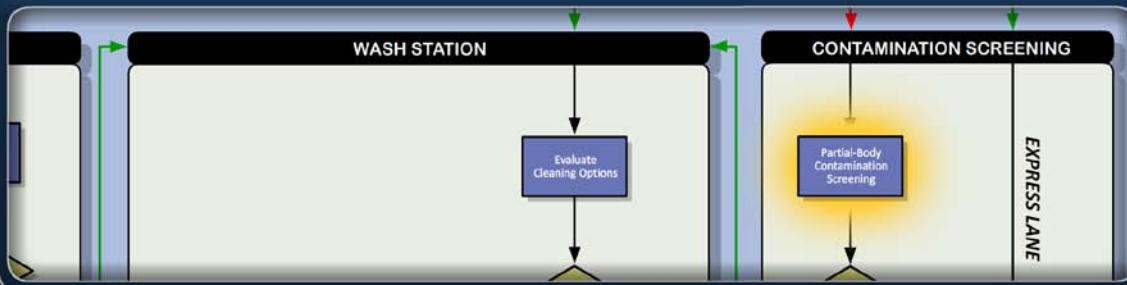 WASH STATION
Evaluate
Cleaning Options
CONTAMINATION SCREENING
Partial-Body
Contamination
Screening
EXPRESS LANE